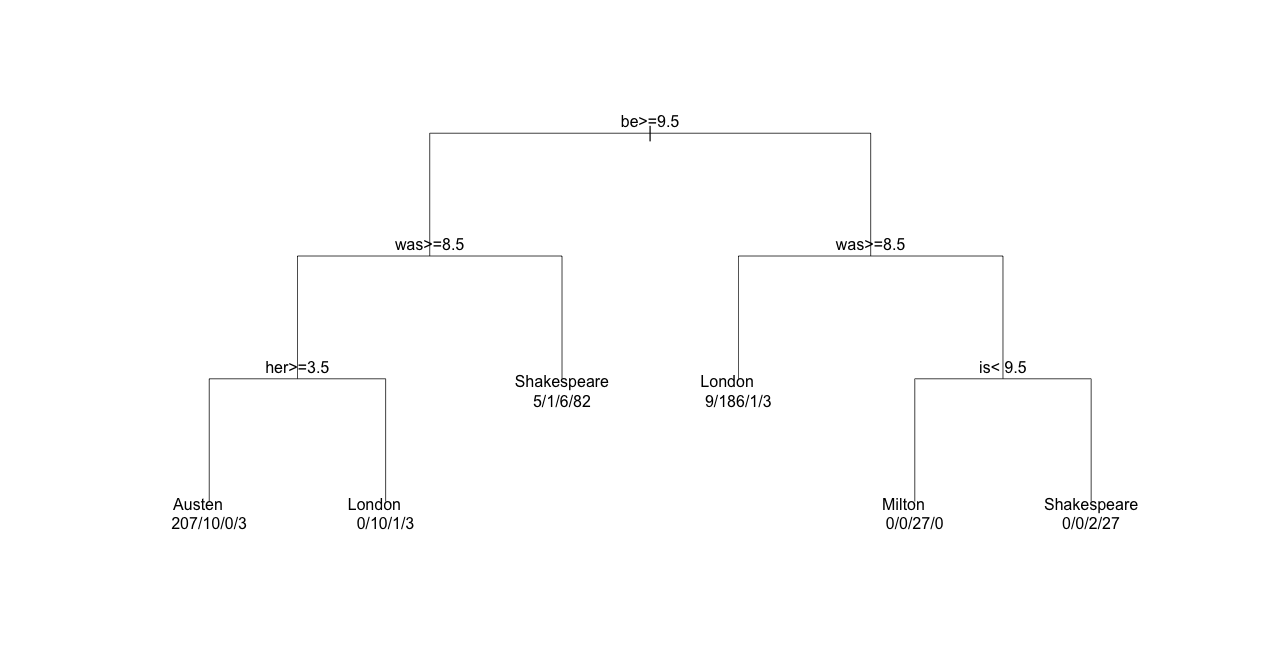 be>=9.5
was>=8.5
was>=8.5
her>=3.5
is< 9.5
Shakespeare
5/1/6/82
London
9/186/1/3
Austen
207/10/0/3
London
0/10/1/3
Milton
0/0/27/0
Shakespeare
0/0/2/27